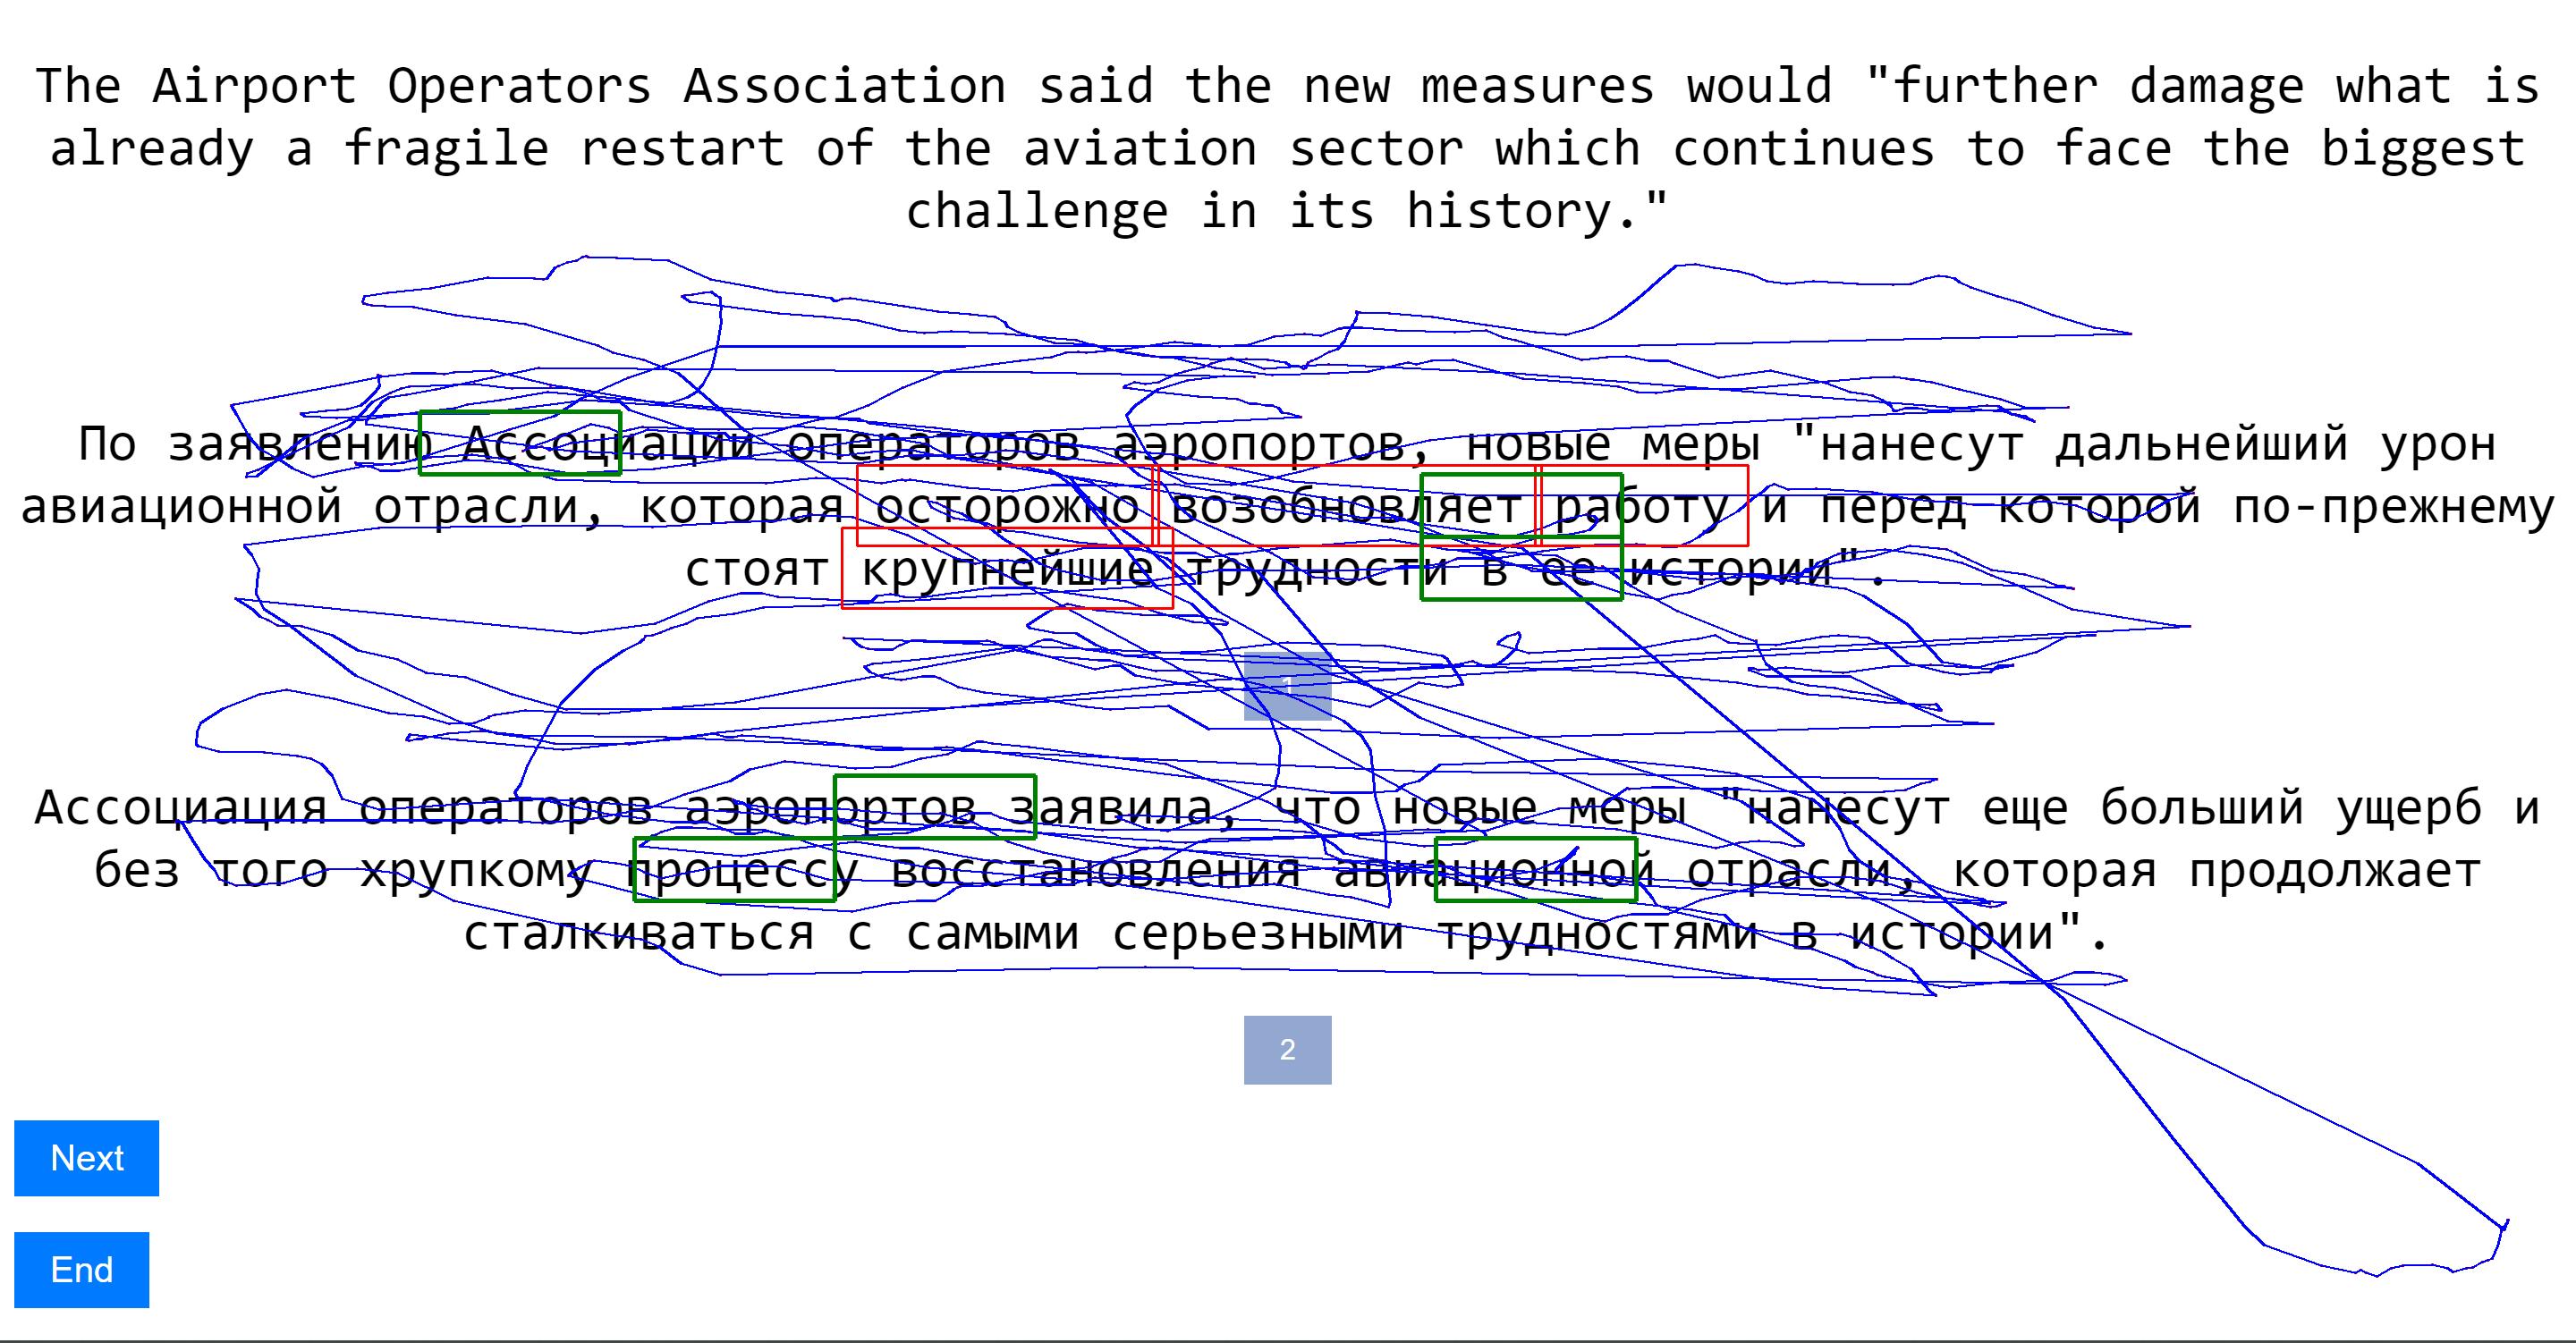 The Airport Operators Association said the new measures would "further damage what is
already a fragile restart of the aviation sector which continues to face the biggest
challenge in its history."
По заявлению Ассоциации операторов аэропортов, новые меры "нанесут дальнейший урон
авиационной отрасли, которая осторожно возобновляет работу и перед которой по-прежнему
стоят крупнейшие трудности в ее истории".
1
Ассоциация операторов аэропортов заявила, что новые меры "нанесут еще больший ущерб и
без того хрупкому процессу восстановления авиационной отрасли, которая продолжает
сталкиваться с самыми серьезными трудностями в истории".
2
Next
End